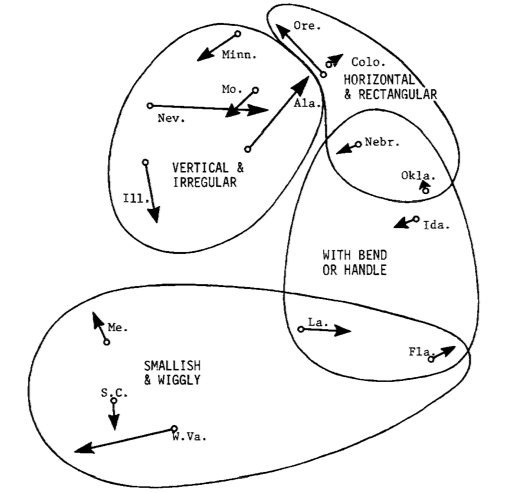 Ore.
Minn.
Colo.
HORIZONTAL
& RECTANGULAR
Mo.
Ala.
Nev.
Nebr.
VERTICAL &
IRREGULAR
Okla.
Ill.
Ida.
WITH BEND
OR HANDLE
La.
Me.
Fla.
SMALLISH
& WIGGLY
S.C.
W.Va.